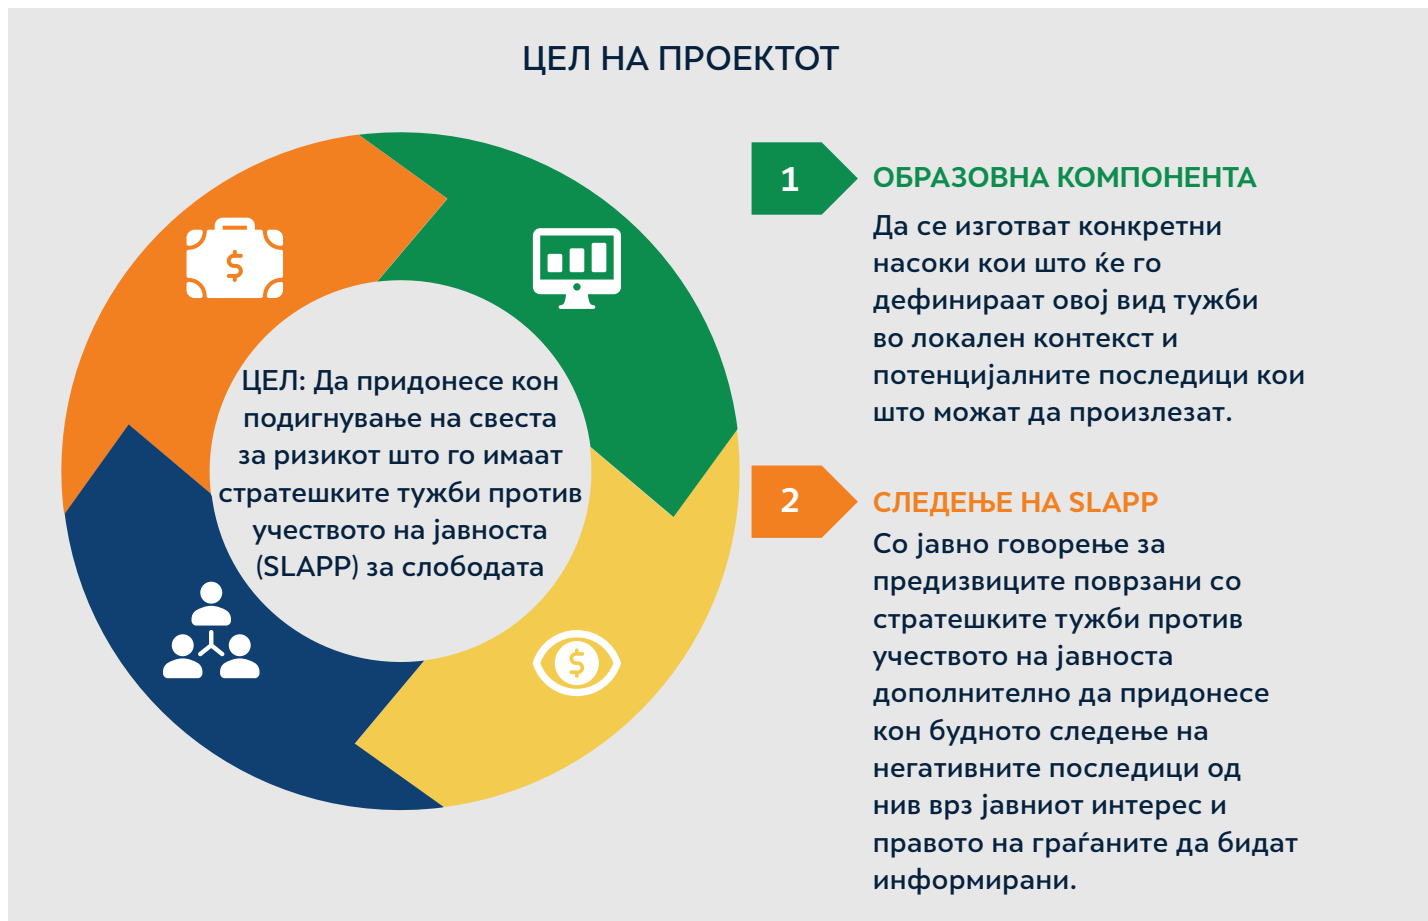 ЦЕЛ НА ПРОЕКТОТ
ЦЕЛ: Да придонесе кон
подигнување на свеста
за ризикот што го имаат
стратешките тужби против
учеството на јавноста
(SLAPP) за слободата
1
ОБРАЗОВНА КОМПОНЕНТА
Да се изготват конкретни
насоки кои што ќе го
дефинираат овој вид тужби
во локален контекст и
потенцијалните последици кои
што можат да произлезат.
2
СЛЕДЕЊЕ НА SLAPP
Со јавно говорење за
предизвиците поврзани со
стратешките тужби против
учеството на јавноста
дополнително да придонесе
кон будното следење на
негативните последици од
нив врз јавниот интерес и
правото на граѓаните да бидат
информирани.
$
$